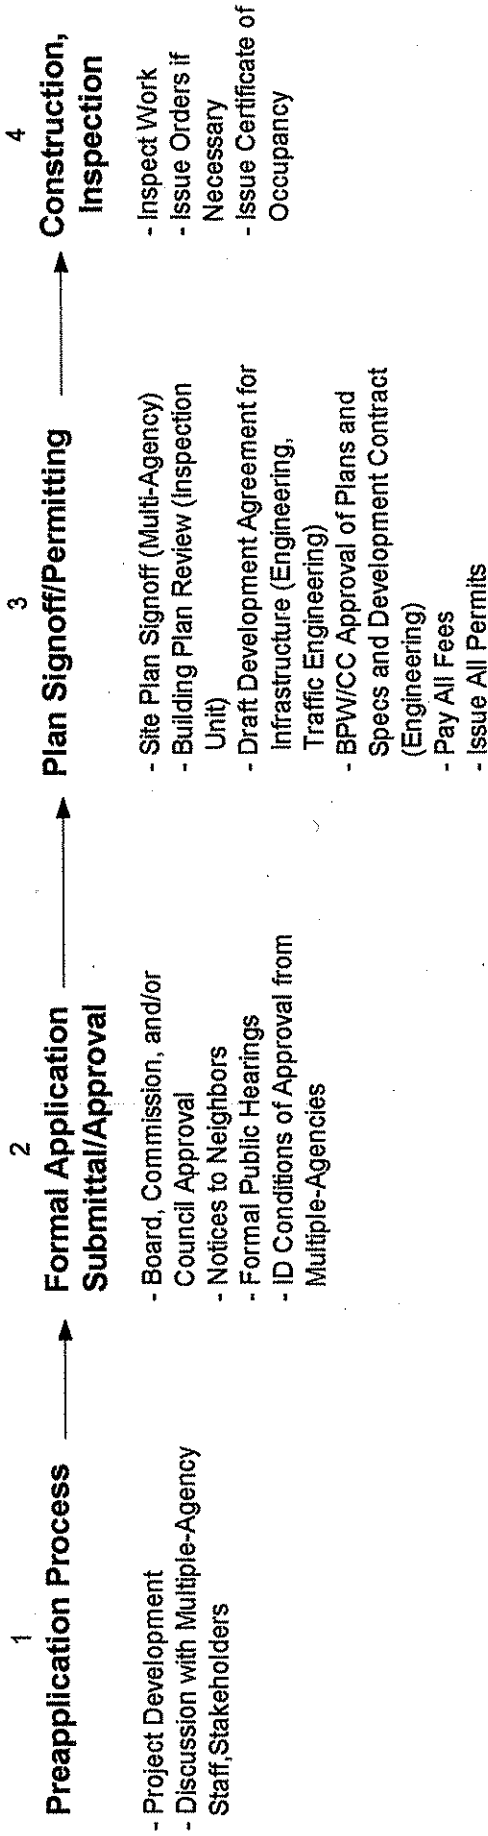 1
Preapplication Process
- Project Development
- Discussion with Multiple-Agency
Staff,Stakeholders
2
Formal Application
Submittal/Approval
- Board, Commission, and/or
Council Approval
- Notices to Neighbors
- Formal Public Hearings
- ID Conditions of Approval from
Multiple-Agencies
3
Plan Signoff/Permitting
- Site Plan Signoff (Multi-Agency)
- Building Plan Review (Inspection
Unit)
- Draft Development Agreement for
Infrastructure (Engineering,
Traffic Engineering)
- BPW/CC Approval of Plans and
Specs and Development Contract
(Engineering)
- Pay All Fees
- Issue All Permits
4
Construction,
Inspection
- Inspect Work
- Issue Orders if
Necessary
- Issue Certificate of
Occupancy